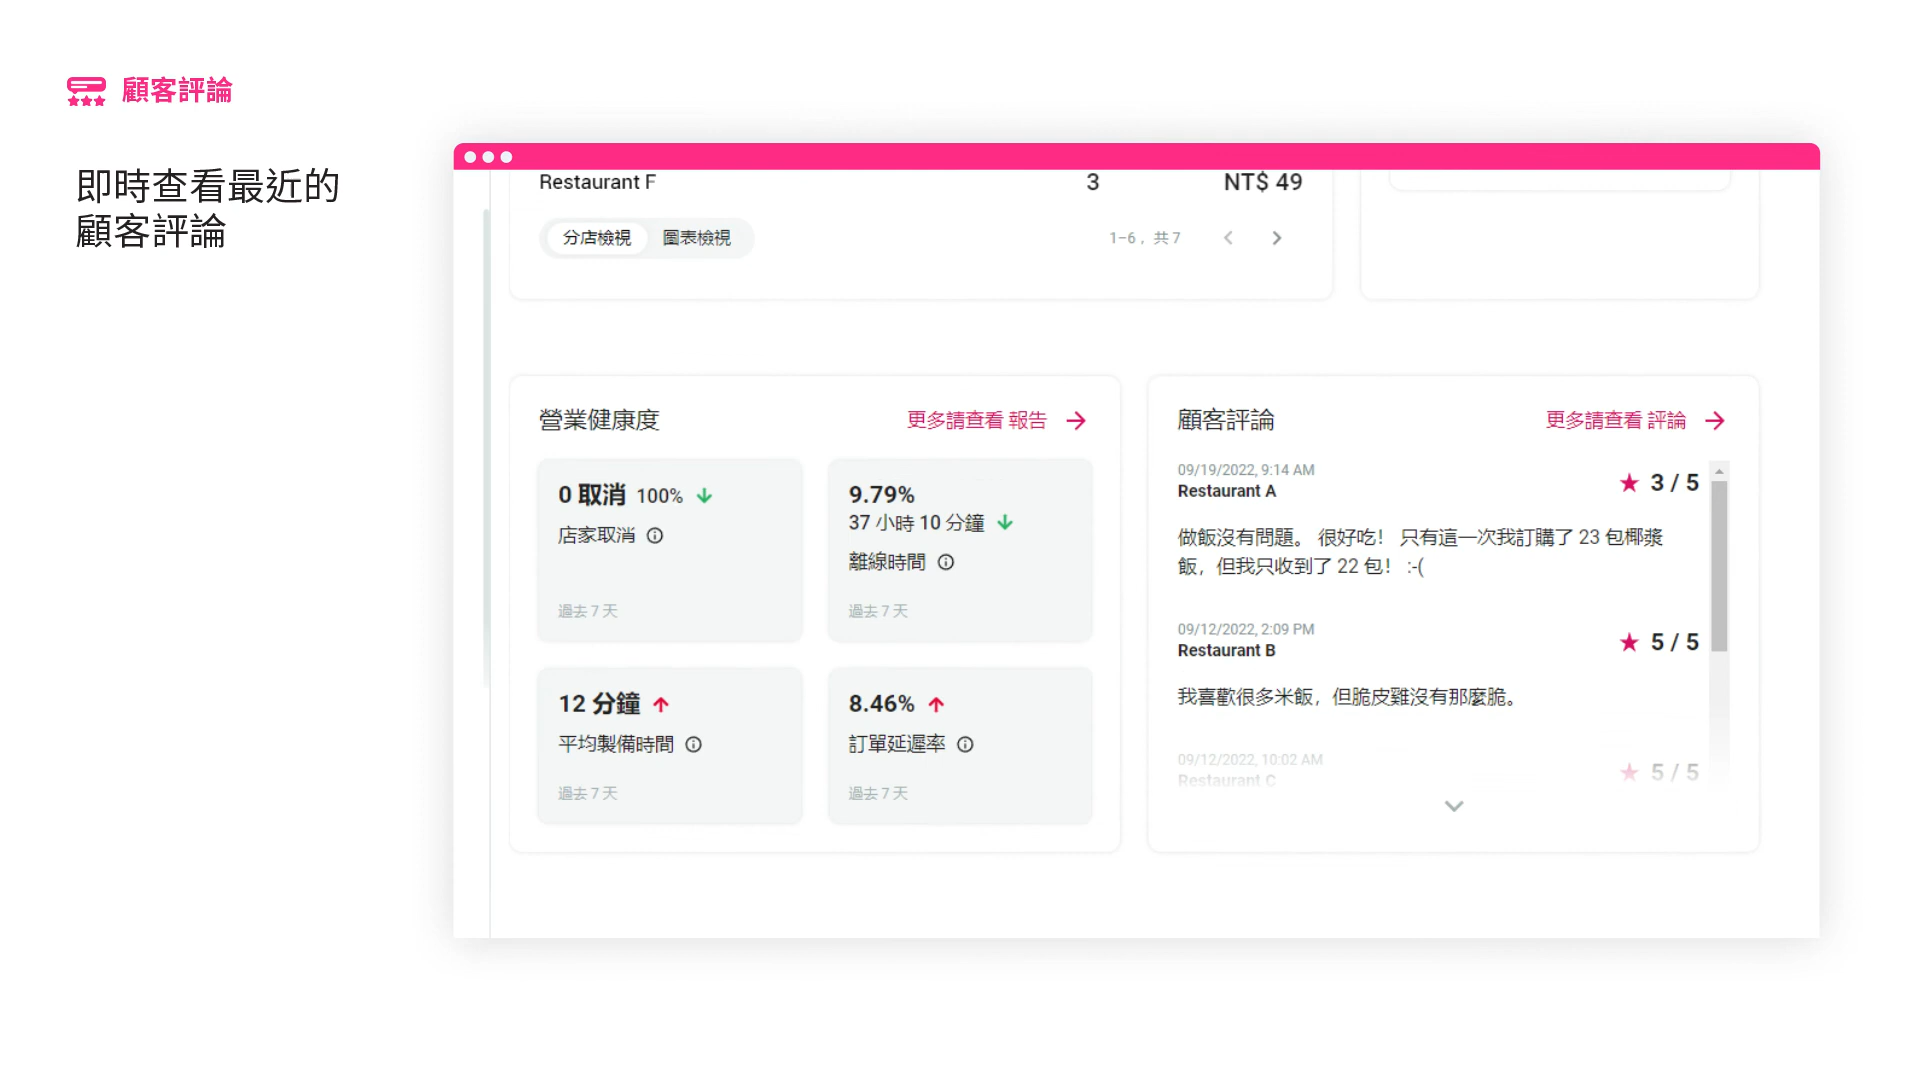 顧客評論
即時查看最近的
顧客評論
Restaurant F 3 NT$ 49
分店檢視 圖表檢視 1–6 , 共 7
營業健康度 更多請查看 報告
0 取消 100%
店家取消
過去 7 天
9.79%
37 小時 10 分鐘
離線時間
過去 7 天
12 分鐘
平均製備時間
過去 7 天
8.46%
訂單延遲率
過去 7 天
顧客評論 更多請查看 評論
09/19/2022, 9:14 AM
Restaurant A 3 / 5
做飯沒有問題。 很好吃! 只有這一次我訂購了 23 包椰漿
飯，但我只收到了 22 包! :-(
09/12/2022, 2:09 PM
Restaurant B 5 / 5
我喜歡很多米飯，但脆皮雞沒有那麼脆。
09/12/2022, 10:02 AM
Restaurant C 5 / 5